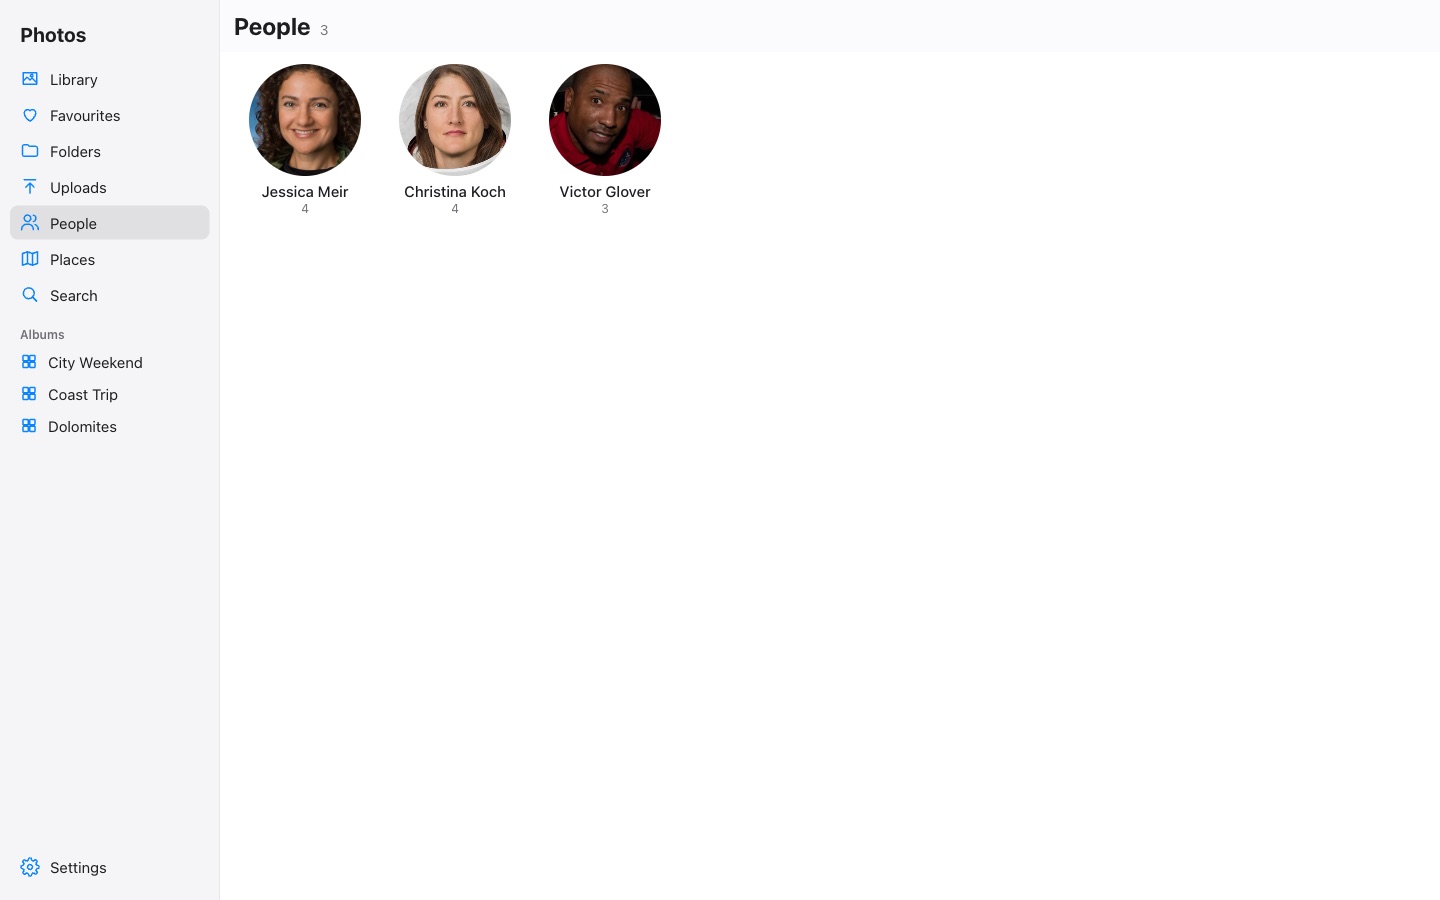 Photos
Library
Favourites
Folders
Uploads
People
Places
Search
Albums
City Weekend
Coast Trip
Dolomites
Settings
People 3
Jessica Meir
4
Christina Koch
4
Victor Glover
3